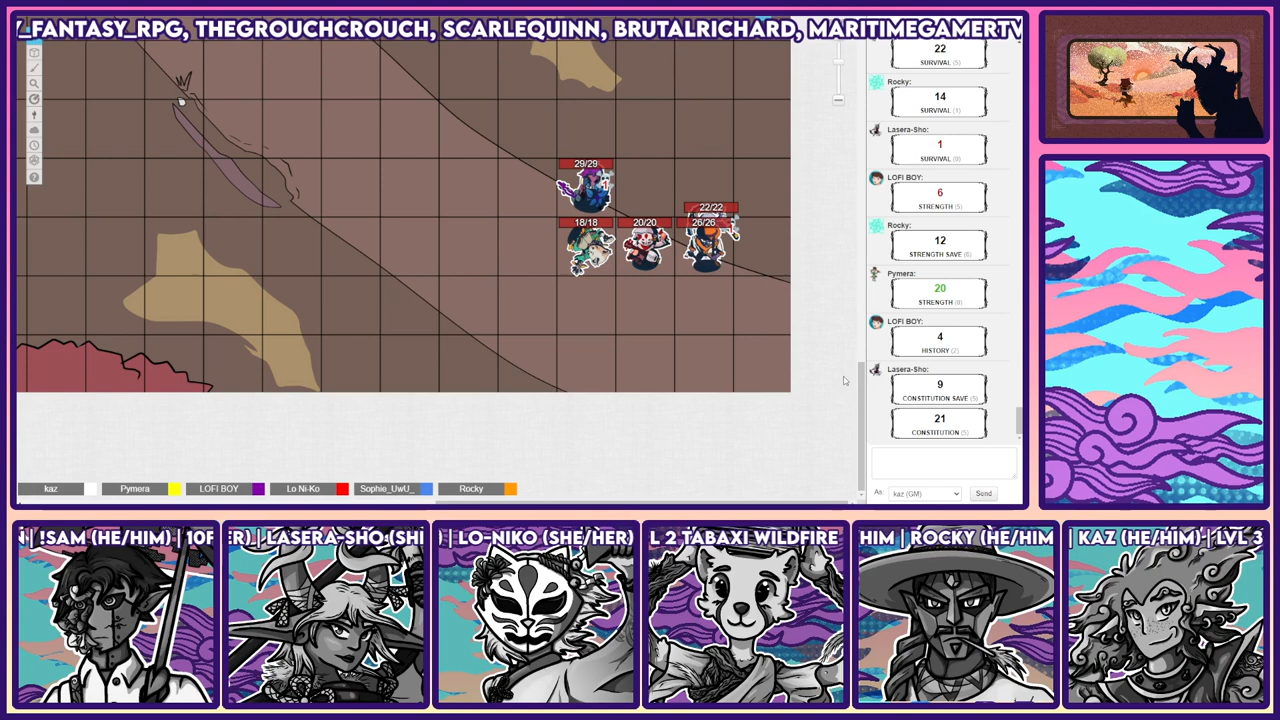 _FANTASY_RPG, THEGROUCHCROUCH, SCARLEQUINN, BRUTALRICHARD, MARITIMEGAMERTV
22
SURVIVAL (5)
Rocky:
14
SURVIVAL (1)
Lasera-Sho:
1
SURVIVAL (0)
LOFI BOY:
6
STRENGTH (5)
Rocky:
12
STRENGTH SAVE (6)
Pymera:
20
STRENGTH (0)
LOFI BOY:
4
HISTORY (2)
Lasera-Sho:
9
CONSTITUTION SAVE (5)
21
CONSTITUTION (5)
As:
kaz (GM)
Send
29/29
22/22
18/18
20/20
26/26
kaz
Pymera
LOFI BOY
Lo Ni-Ko
Sophie_UwU_
Rocky
N | !SAM (HE/HIM) | 10F
ER) | LASERA-SHO (SHE
) | LO-NIKO (SHE/HER)
L 2 TABAXI WILDFIRE
HIM | ROCKY (HE/HIM
| KAZ (HE/HIM) | LVL 3